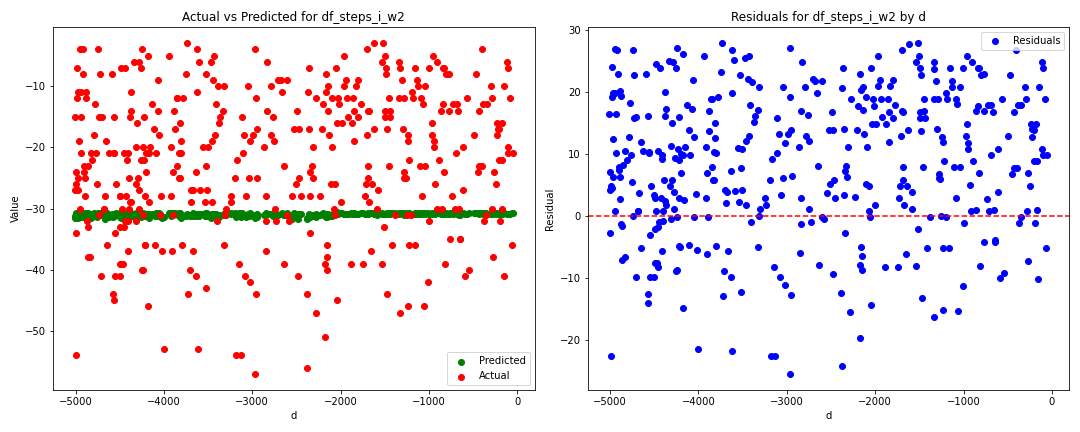 Actual vs Predicted for df_steps_i_w2
Value
−10
−20
−30
−40
−50
−5000
−4000
−3000
−2000
−1000
0
d
Predicted
Actual
Residuals for df_steps_i_w2 by d
Residual
30
20
10
0
−10
−20
−5000
−4000
−3000
−2000
−1000
0
d
Residuals